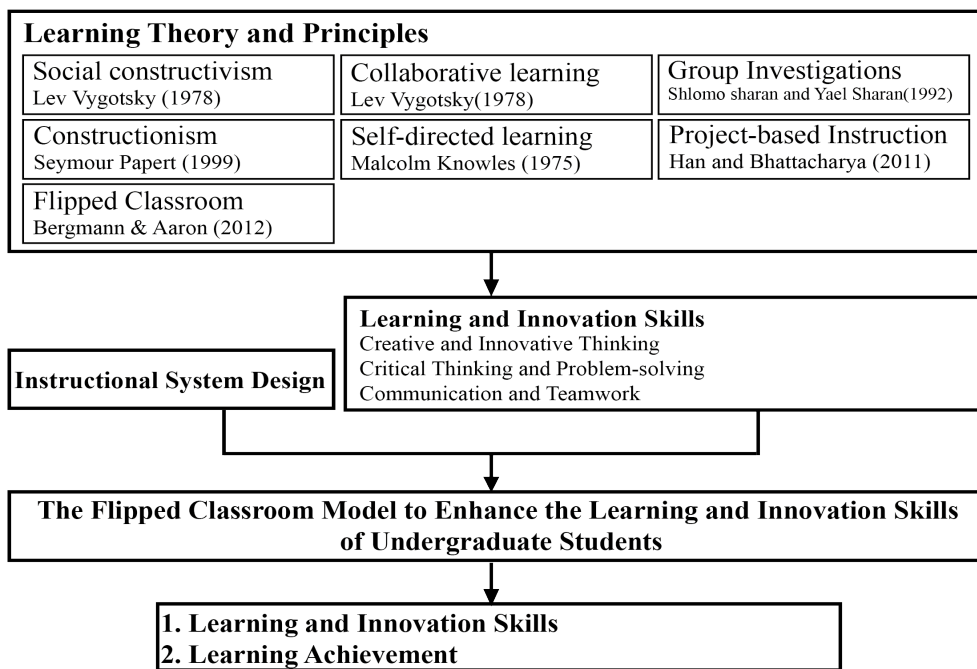 Learning Theory and Principles
Social constructivism
Lev Vygotsky (1978)
Collaborative learning
Lev Vygotsky(1978)
Group Investigations
Shlomo sharan and Yael Sharan(1992)
Constructionism
Seymour Papert (1999)
Self-directed learning
Malcolm Knowles (1975)
Project-based Instruction
Han and Bhattacharya (2011)
Flipped Classroom
Bergmann & Aaron (2012)
Learning and Innovation Skills
Creative and Innovative Thinking
Critical Thinking and Problem-solving
Communication and Teamwork
Instructional System Design
The Flipped Classroom Model to Enhance the Learning and Innovation Skills
of Undergraduate Students
1. Learning and Innovation Skills
2. Learning Achievement